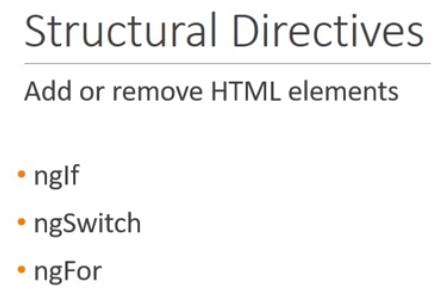 Structural Directives
Add or remove HTML elements
• ngIf
• ngSwitch
• ngFor